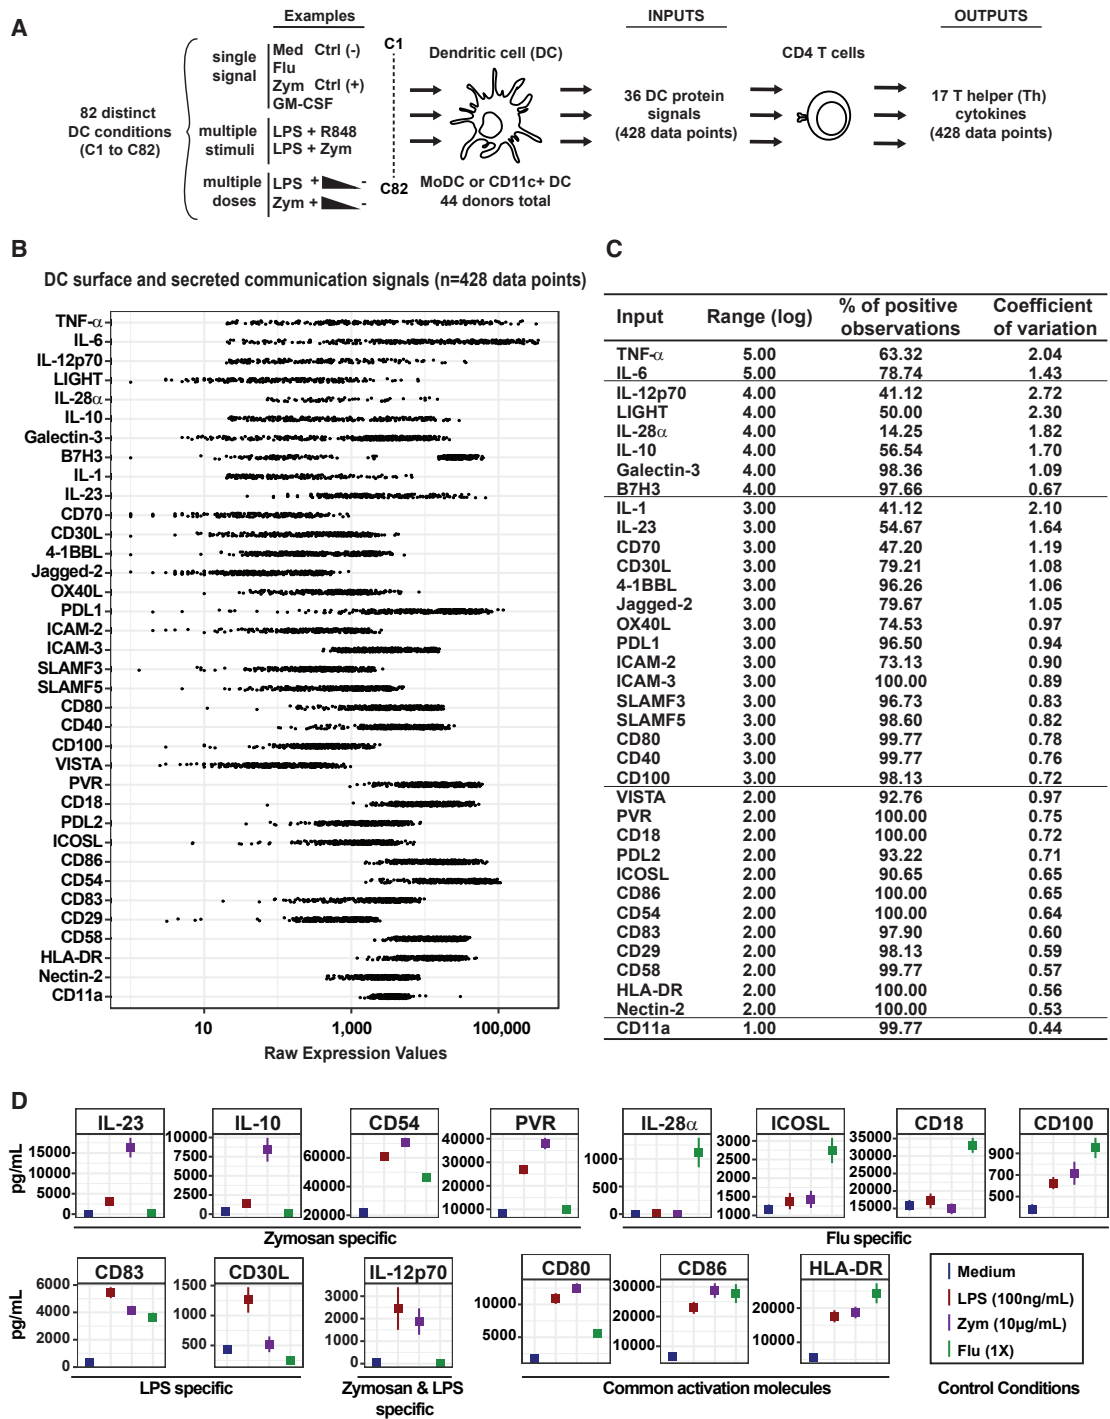 A
Examples
INPUTS
OUTPUTS
82 distinct
DC conditions
(C1 to C82)
single
signal
Med Ctrl (-)
Flu
Zym Ctrl (+)
GM-CSF
multiple
stimuli
LPS + R848
LPS + Zym
multiple
doses
LPS + -
Zym + -
C1
C82
Dendritic cell (DC)
MoDC or CD11c+ DC
44 donors total
36 DC protein
signals
(428 data points)
CD4 T cells
17 T helper (Th)
cytokines
(428 data points)
B
DC surface and secreted communication signals (n=428 data points)
TNF-α
IL-6
IL-12p70
LIGHT
IL-28α
IL-10
Galectin-3
B7H3
IL-1
IL-23
CD70
CD30L
4-1BBL
Jagged-2
OX40L
PDL1
ICAM-2
ICAM-3
SLAMF3
SLAMF5
CD80
CD40
CD100
VISTA
PVR
CD18
PDL2
ICOSL
CD86
CD54
CD83
CD29
CD58
HLA-DR
Nectin-2
CD11a
10 1,000 100,000
Raw Expression Values
C
Input Range (log) % of positive observations Coefficient of variation
TNF-α 5.00 63.32 2.04
IL-6 5.00 78.74 1.43
IL-12p70 4.00 41.12 2.72
LIGHT 4.00 50.00 2.30
IL-28α 4.00 14.25 1.82
IL-10 4.00 56.54 1.70
Galectin-3 4.00 98.36 1.09
B7H3 4.00 97.66 0.67
IL-1 3.00 41.12 2.10
IL-23 3.00 54.67 1.64
CD70 3.00 47.20 1.19
CD30L 3.00 79.21 1.08
4-1BBL 3.00 96.26 1.06
Jagged-2 3.00 79.67 1.05
OX40L 3.00 74.53 0.97
PDL1 3.00 96.50 0.94
ICAM-2 3.00 73.13 0.90
ICAM-3 3.00 100.00 0.89
SLAMF3 3.00 96.73 0.83
SLAMF5 3.00 98.60 0.82
CD80 3.00 99.77 0.78
CD40 3.00 99.77 0.76
CD100 3.00 98.13 0.72
VISTA 2.00 92.76 0.97
PVR 2.00 100.00 0.75
CD18 2.00 100.00 0.72
PDL2 2.00 93.22 0.71
ICOSL 2.00 90.65 0.65
CD86 2.00 100.00 0.65
CD54 2.00 100.00 0.64
CD83 2.00 97.90 0.60
CD29 2.00 98.13 0.59
CD58 2.00 99.77 0.57
HLA-DR 2.00 100.00 0.56
Nectin-2 2.00 100.00 0.53
CD11a 1.00 99.77 0.44
D
pg/mL
IL-23
15000
10000
5000
0
IL-10
10000
7500
5000
2500
0
CD54
60000
40000
20000
PVR
40000
30000
20000
10000
Zymosan specific
IL-28α
1000
500
0
ICOSL
3000
2500
2000
1500
1000
CD18
35000
30000
25000
20000
15000
CD100
900
700
500
Flu specific
pg/mL
CD83
6000
4000
2000
0
CD30L
1500
1000
500
LPS specific
IL-12p70
3000
2000
1000
0
Zymosan & LPS
specific
CD80
10000
5000
CD86
30000
20000
10000
HLA-DR
20000
10000
Common activation molecules
Medium
LPS (100ng/mL)
Zym (10µg/mL)
Flu (1X)
Control Conditions